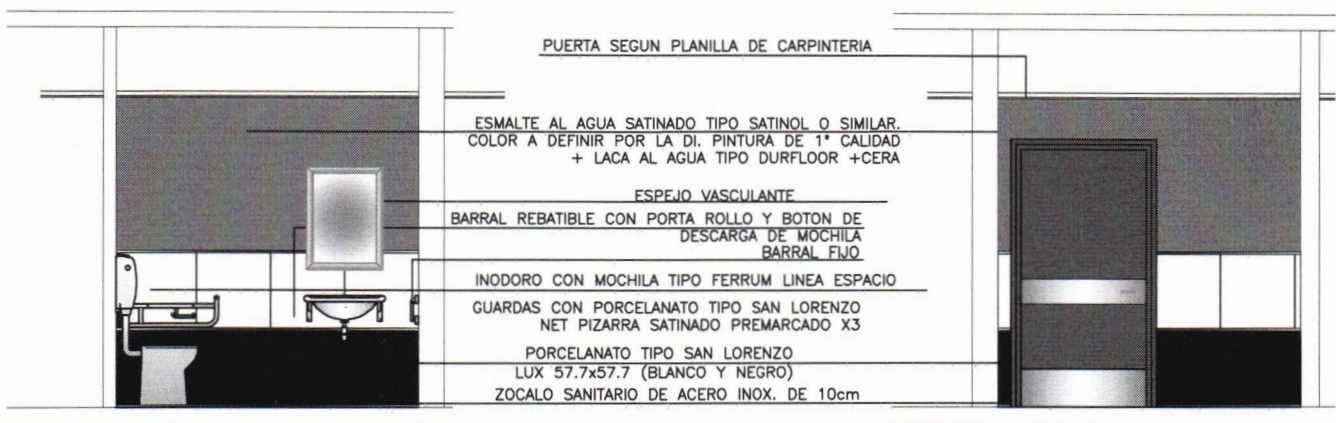 PUERTA SEGUN PLANILLA DE CARPINTERIA
ESMALTE AL AGUA SATINADO TIPO SATINOL O SIMILAR.
COLOR A DEFINIR POR LA DI. PINTURA DE 1° CALIDAD
+ LACA AL AGUA TIPO DURFLOOR +CERA
ESPEJO VASCULANTE
BARRAL REBATIBLE CON PORTA ROLLO Y BOTON DE
DESCARGA DE MOCHILA
BARRAL FIJO
INODORO CON MOCHILA TIPO FERRUM LINEA ESPACIO
GUARDAS CON PORCELANATO TIPO SAN LORENZO
NET PIZARRA SATINADO PREMARCADO X3
PORCELANATO TIPO SAN LORENZO
LUX 57.7x57.7 (BLANCO Y NEGRO)
ZOCALO SANITARIO DE ACERO INOX. DE 10cm